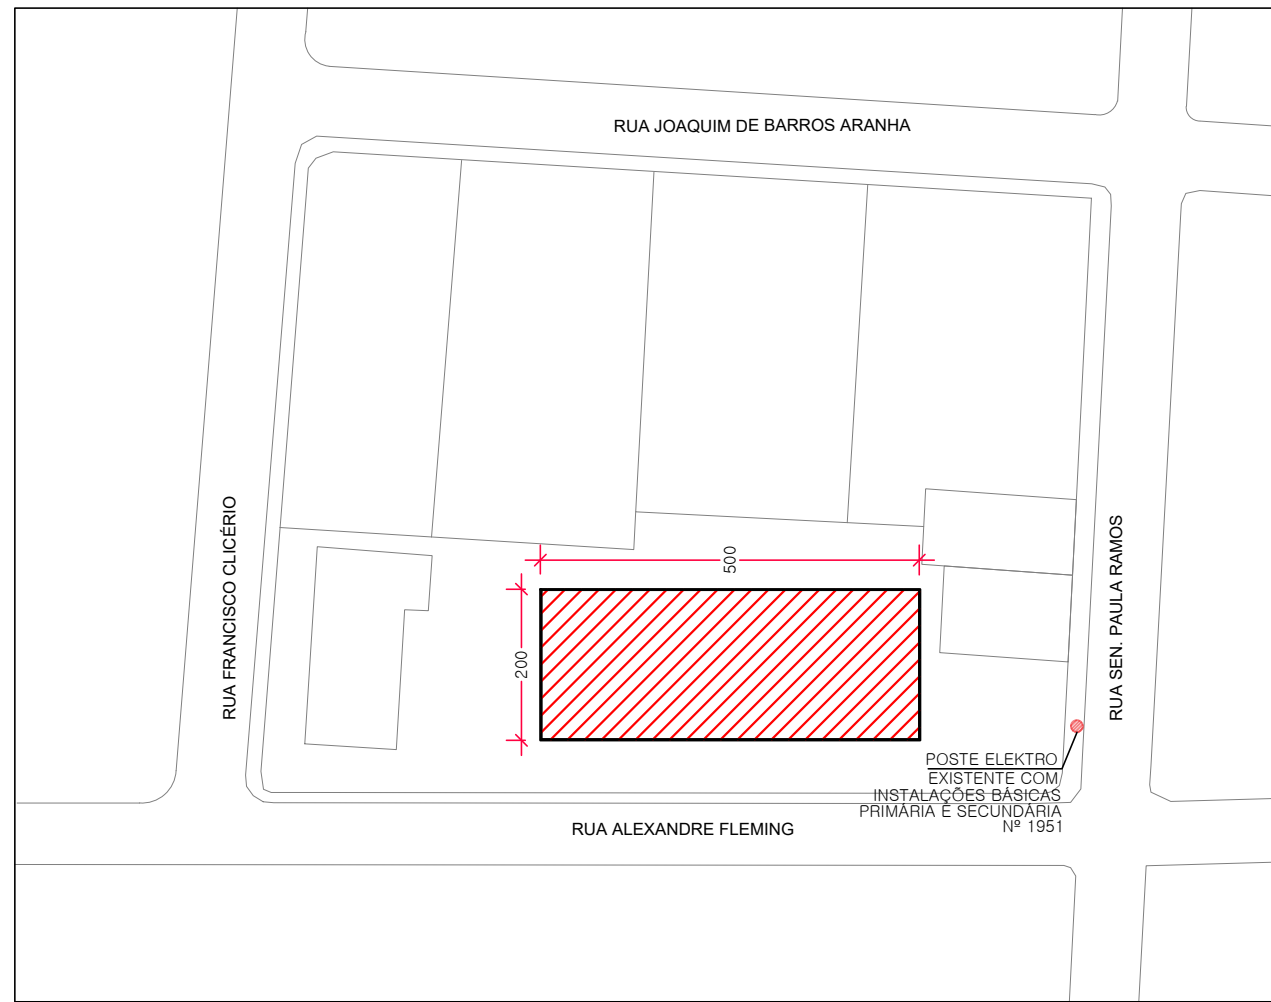 RUA JOAQUIM DE BARROS ARANHA
RUA FRANCISCO CLICÉRIO
500
200
RUA SEN. PAULA RAMOS
POSTE ELEKTRO
EXISTENTE COM
INSTALAÇÕES BÁSICAS
PRIMÁRIA E SECUNDÁRIA
Nº 1951
RUA ALEXANDRE FLEMING